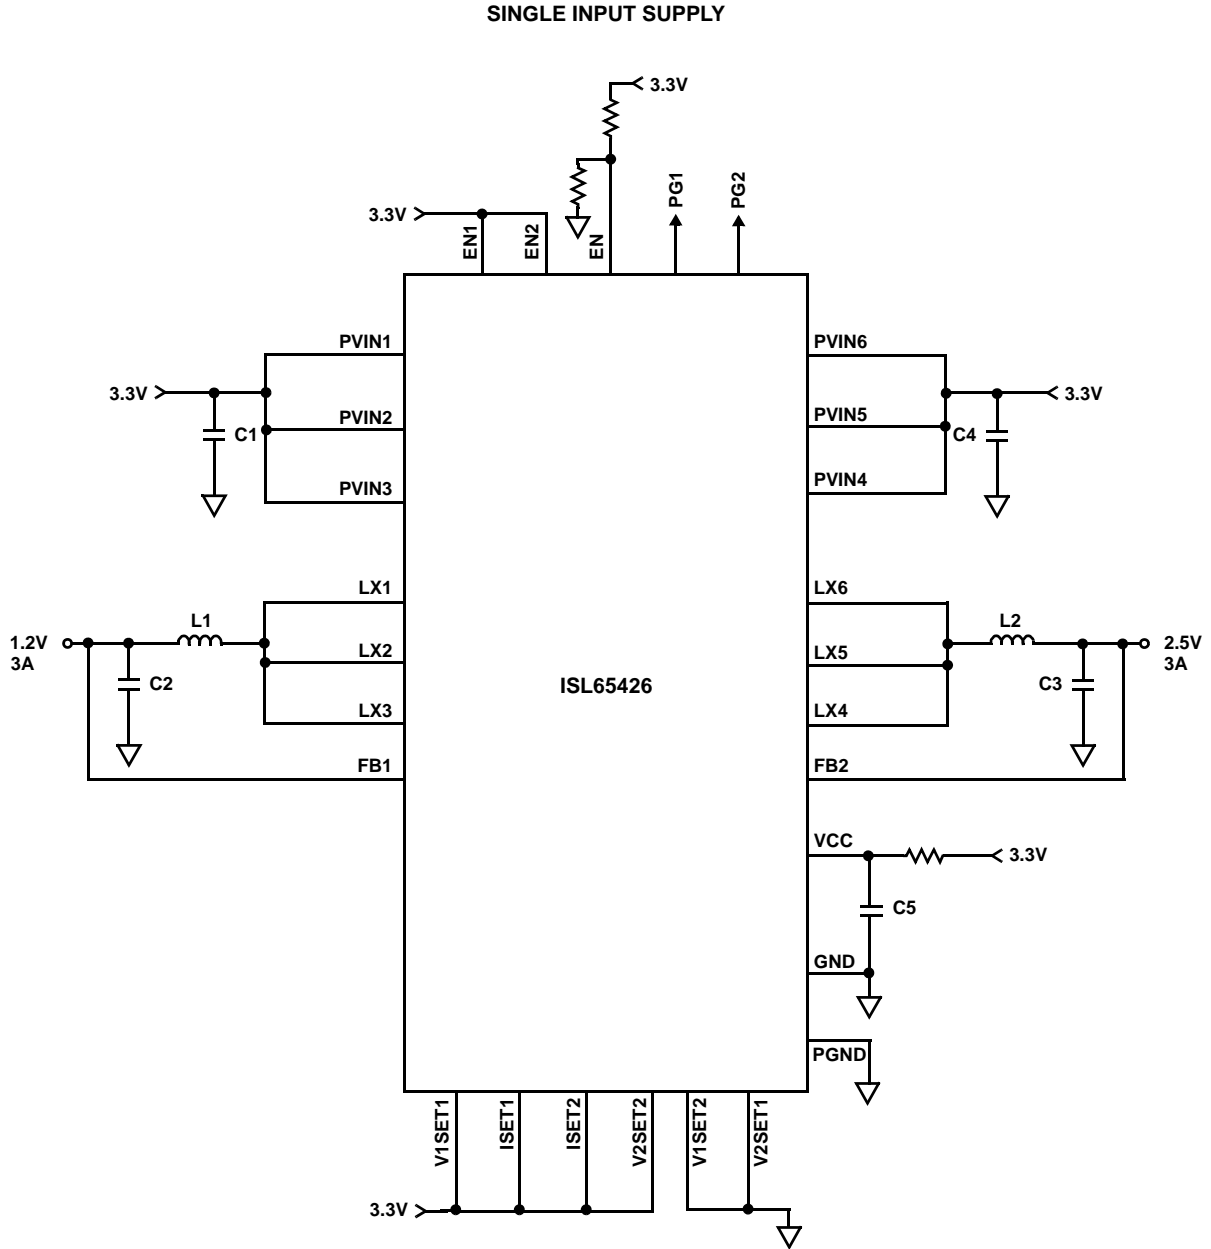 SINGLE INPUT SUPPLY
3.3V
PG1
PG2
3.3V
EN1
EN2
EN
PVIN1
PVIN6
3.3V
3.3V
PVIN2
PVIN5
C1
C4
PVIN3
PVIN4
LX1
LX6
L1
L2
1.2V
3A
2.5V
3A
LX2
LX5
C2
ISL65426
C3
LX3
LX4
FB1
FB2
VCC
3.3V
C5
GND
PGND
V1SET1
ISET1
ISET2
V2SET2
V1SET2
V2SET1
3.3V